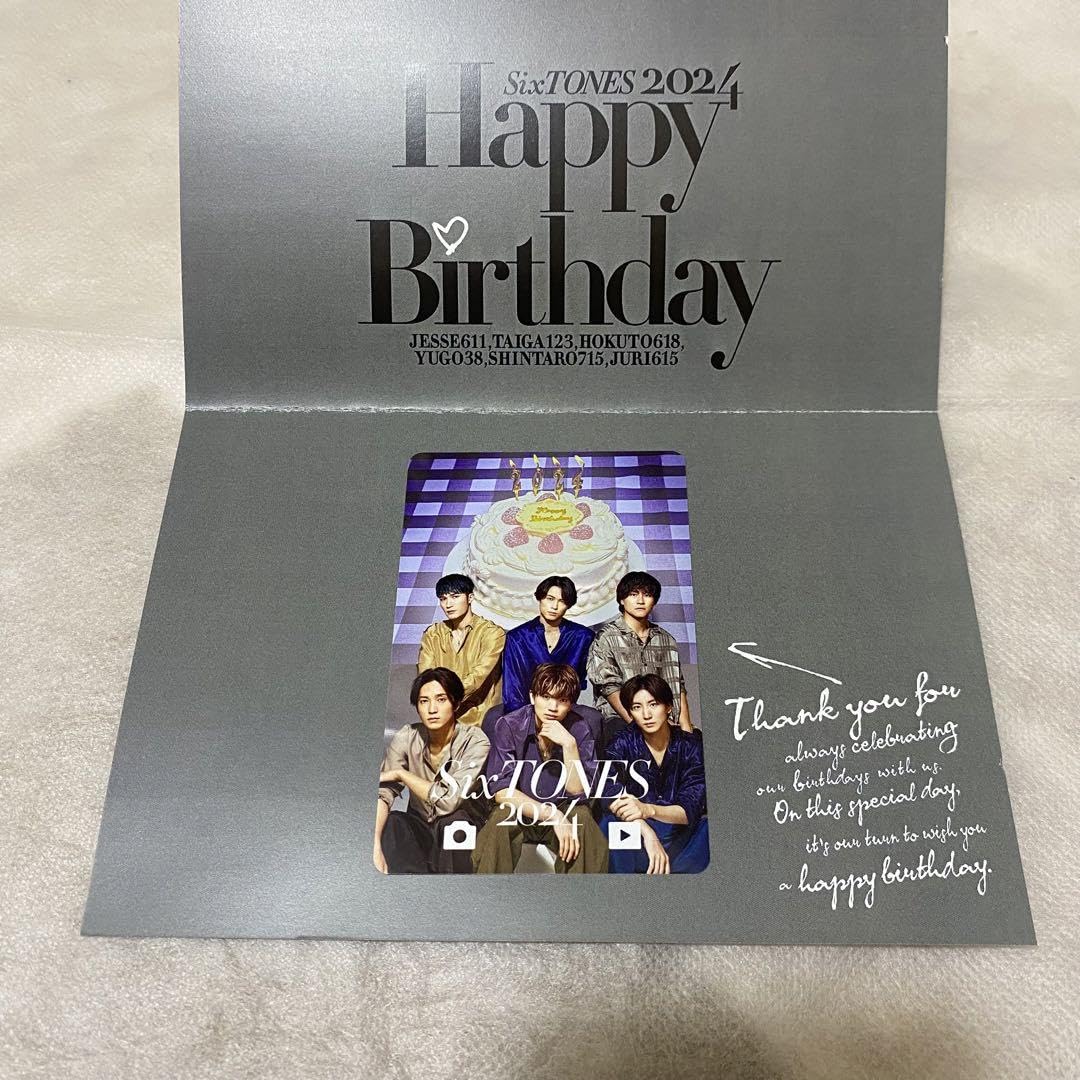 SixTONES 2024
Happy
Birthday
JESSE611,TAIGA123,HOKUTO618,
YUGO38,SHINTARO715,JURI615
2024
Happy
Birthday
SixTONES
2024
Thank you for
always celebrating
our birthdays with us.
On this special day,
it's our turn to wish you
a happy birthday.